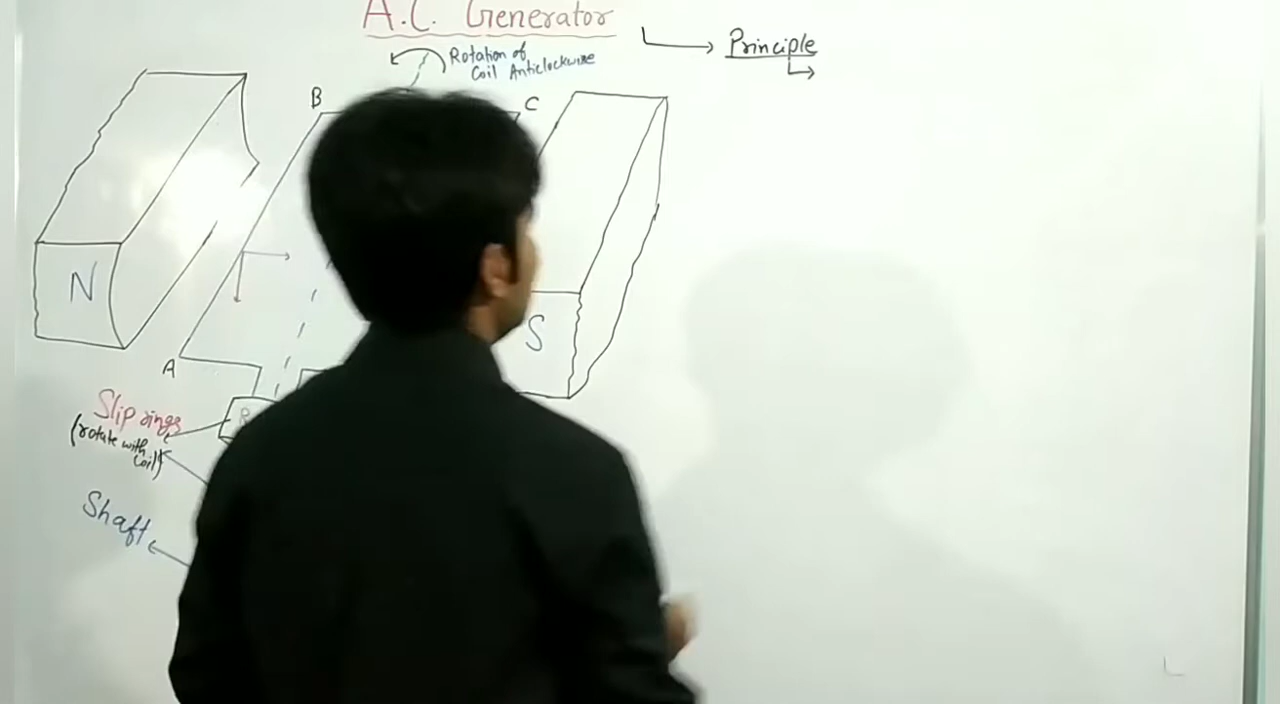 A.C. Generator
Principle
Rotation of
Coil Anticlockwise
B
C
N
S
A
R
Slip rings
(rotate with
coil)
Shaft